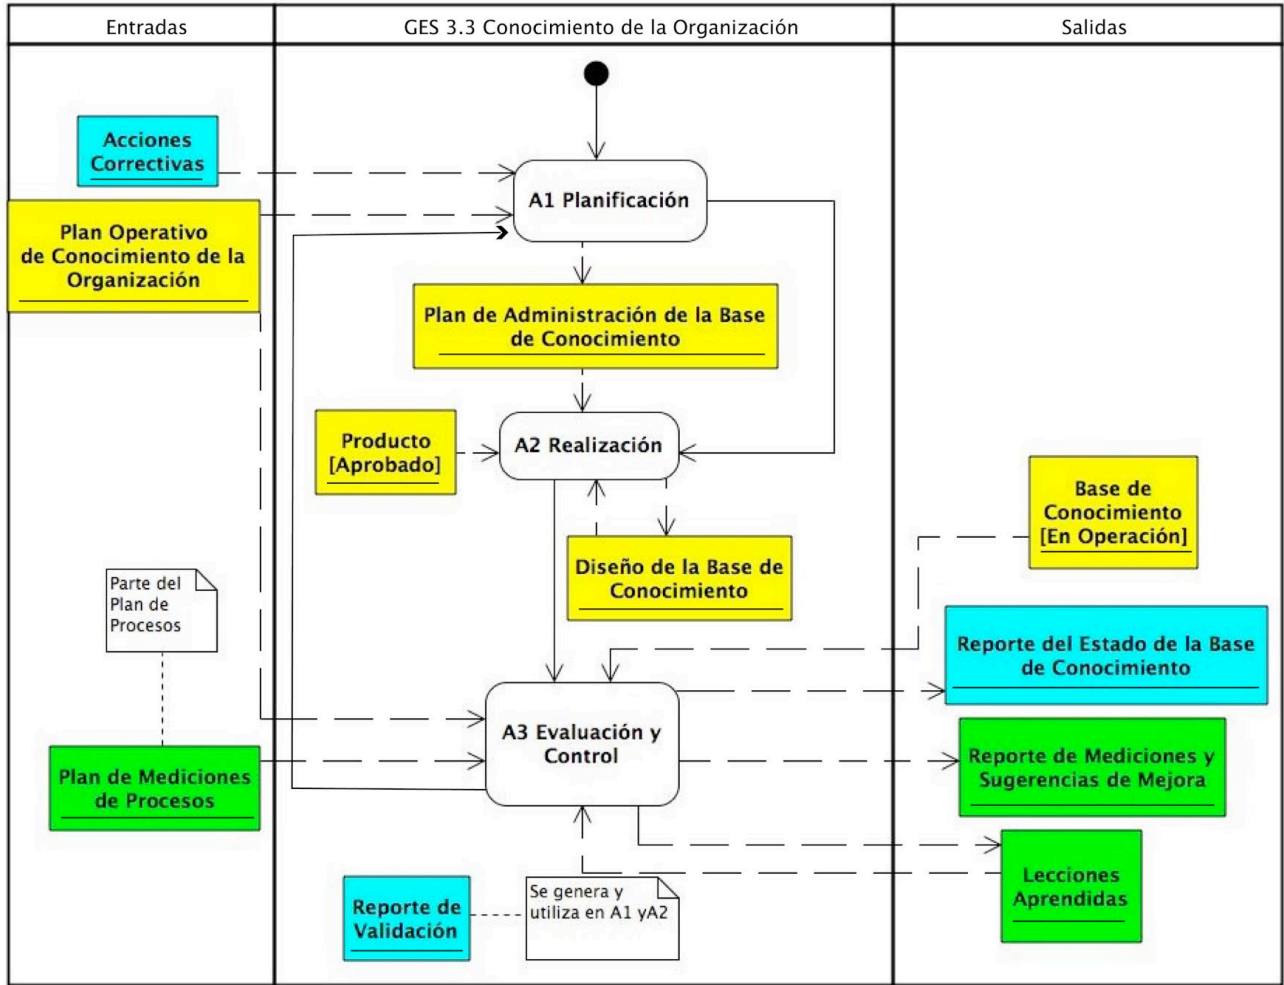 Entradas
GES 3.3 Conocimiento de la Organización
Salidas
Acciones
Correctivas
A1 Planificación
Plan Operativo
de Conocimiento de la
Organización
Plan de Administración de la Base
de Conocimiento
Producto
[Aprobado]
A2 Realización
Base de
Conocimiento
[En Operación]
Diseño de la Base de
Conocimiento
Parte del
Plan de
Procesos
Reporte del Estado de la Base
de Conocimiento
A3 Evaluación y
Control
Plan de Mediciones
de Procesos
Reporte de Mediciones y
Sugerencias de Mejora
Lecciones
Aprendidas
Reporte de
Validación
Se genera y
utiliza en A1 yA2